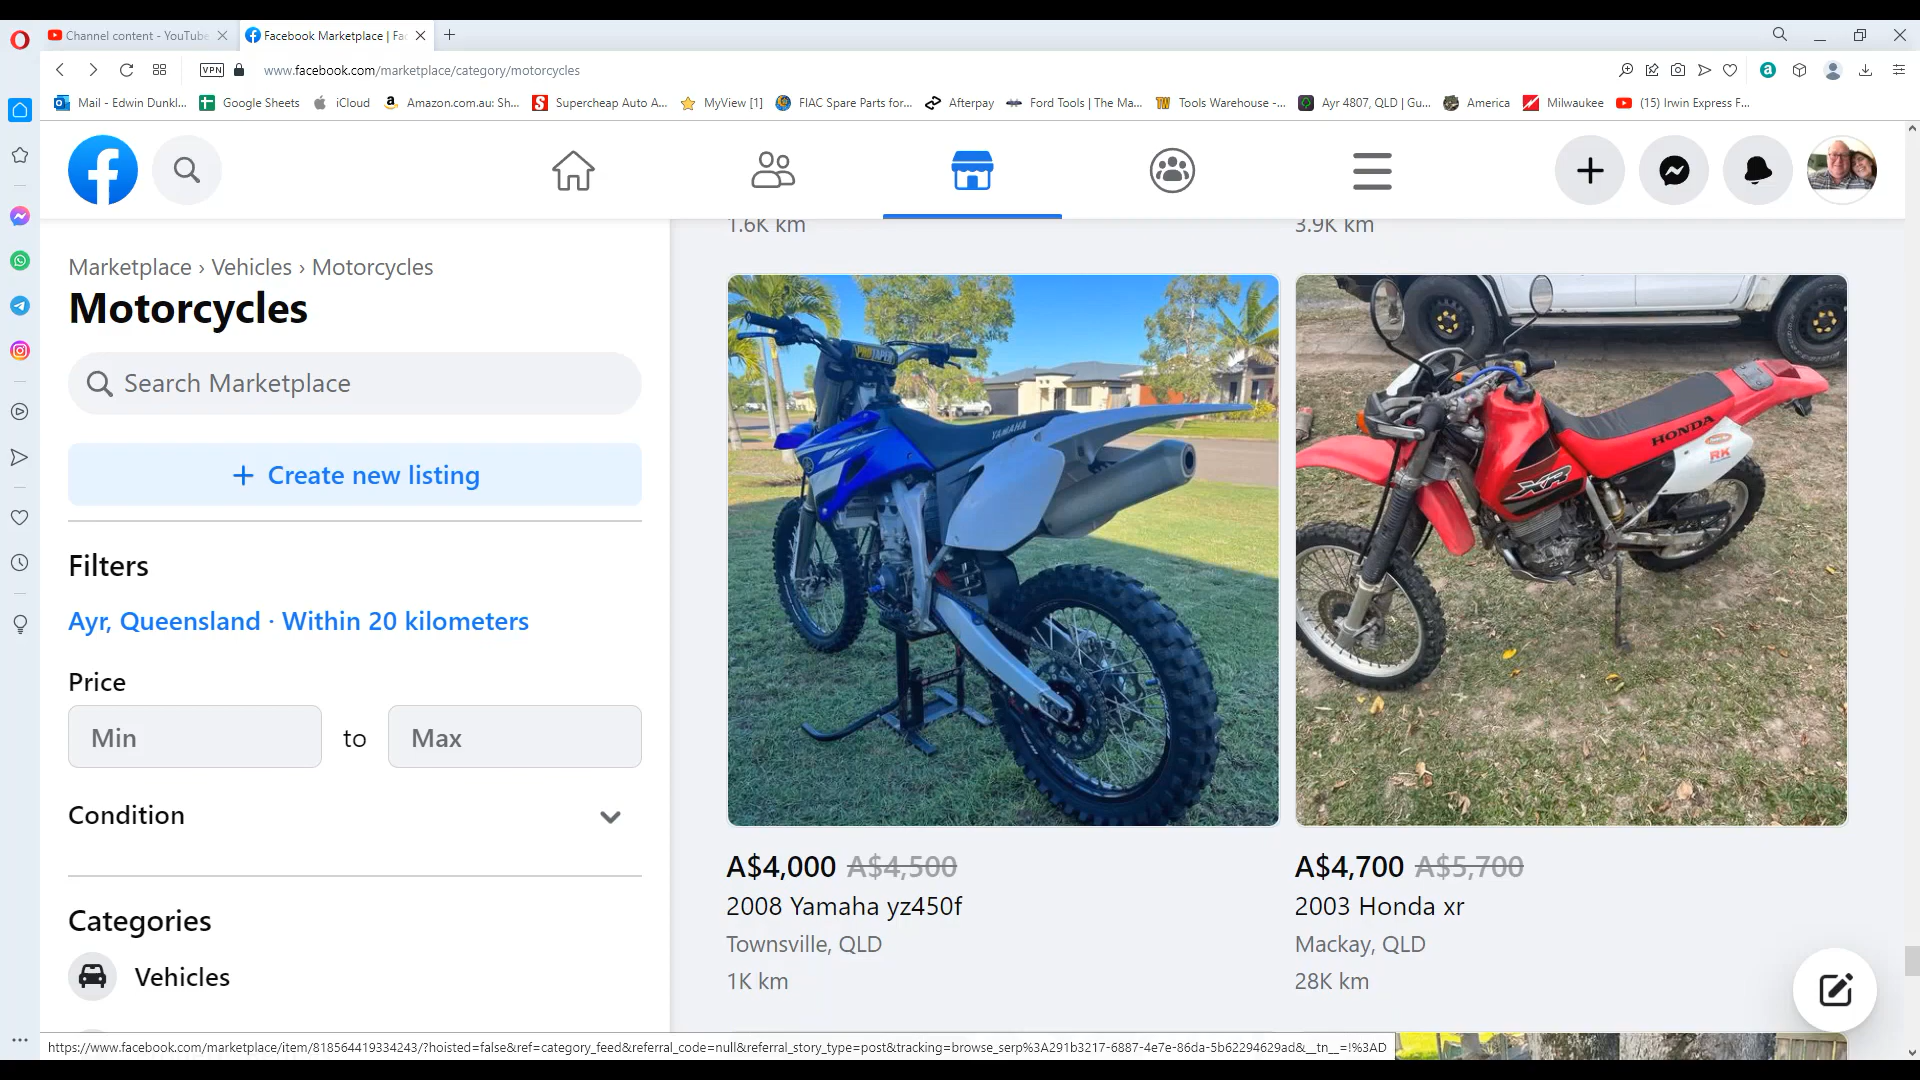 Channel content - YouTube
Facebook Marketplace | Fac
VPN
www.facebook.com/marketplace/category/motorcycles
Mail - Edwin Dunkl...
Google Sheets
iCloud
Amazon.com.au: Sh...
Supercheap Auto A...
MyView [1]
FIAC Spare Parts for...
Afterpay
Ford Tools | The Ma...
Tools Warehouse -...
Ayr 4807, QLD | Gu...
America
Milwaukee
(15) Irwin Express F...
Marketplace › Vehicles › Motorcycles
Motorcycles
Search Marketplace
Create new listing
Filters
Ayr, Queensland · Within 20 kilometers
Price
Min to Max
Condition
Categories
Vehicles
1.6K km
3.9K km
PROTAPER
YAMAHA
HONDA
RK
XR
A$4,000 A$4,500
2008 Yamaha yz450f
Townsville, QLD
1K km
A$4,700 A$5,700
2003 Honda xr
Mackay, QLD
28K km
https://www.facebook.com/marketplace/item/818564419334243/?hoisted=false&ref=category_feed&referral_code=null&referral_story_type=post&tracking=browse_serp%3A291b3217-6887-4e7e-86da-5b62294629ad&__tn__=!%3AD